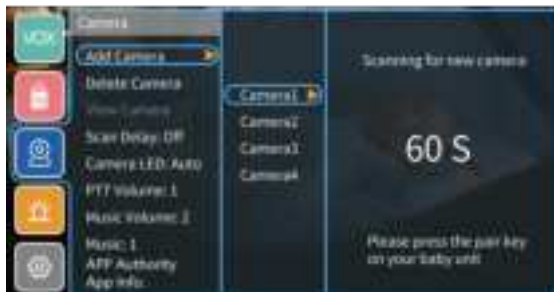 VOX
Camera
Add Camera
Delete Camera
View Camera
Scan Delay: Off
Camera LED: Auto
PTT Volume: 1
Music Volume: 2
Music: 1
APP Authority
App Info
Camera1
Camera2
Camera3
Camera4
Scanning for new camera
60 S
Please press the pair key
on your baby unit